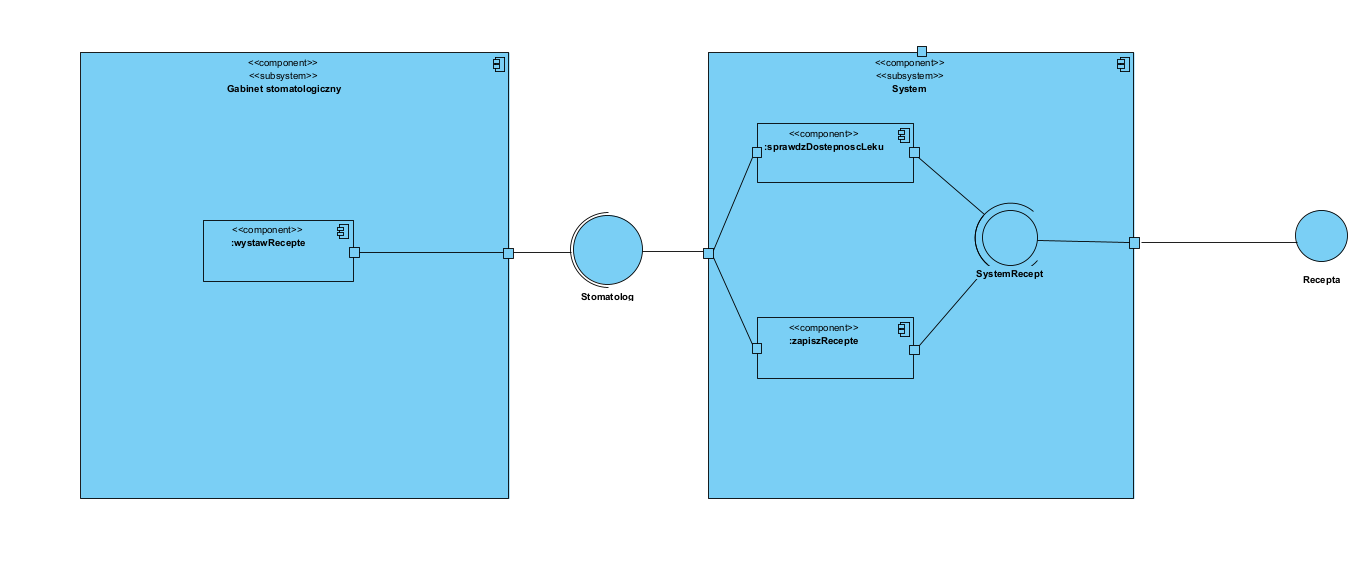 <<component>>
<<subsystem>>
Gabinet stomatologiczny
<<component>>
:wystawRecepte
Stomatolog
<<component>>
<<subsystem>>
System
<<component>>
:sprawdzDostepnoscLeku
SystemRecept
<<component>>
:zapiszRecepte
Recepta